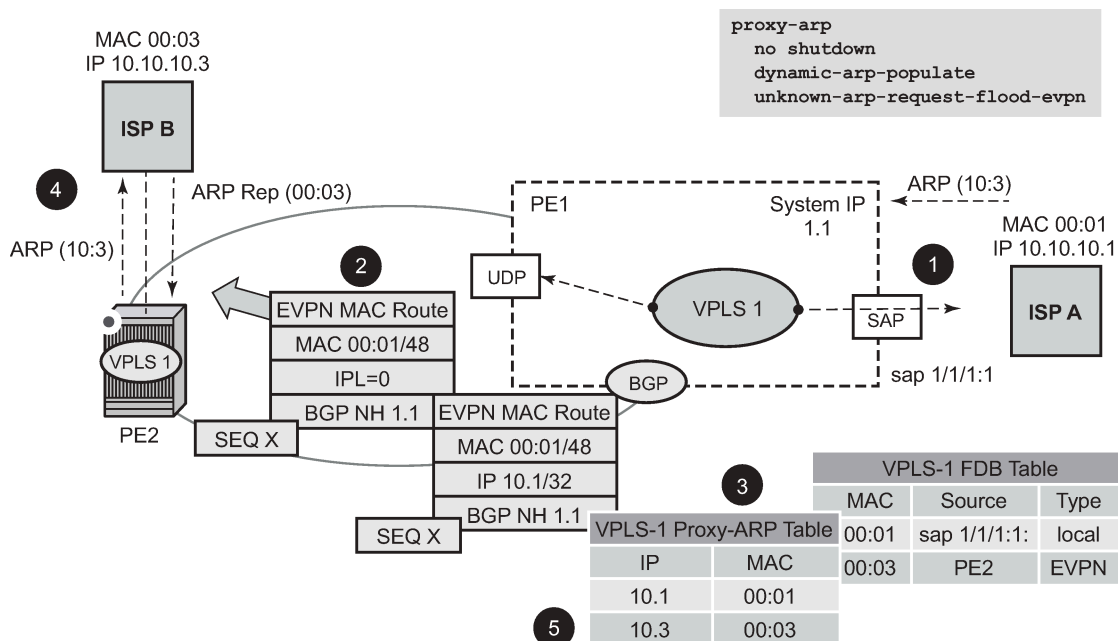 proxy-arp
no shutdown
dynamic-arp-populate
unknown-arp-request-flood-evpn
MAC 00:03
IP 10.10.10.3
ISP B
4
ARP Rep (00:03)
ARP (10:3)
VPLS 1
PE2
2
EVPN MAC Route
MAC 00:01/48
IPL=0
BGP NH 1.1
SEQ X
PE1
System IP
1.1
UDP
VPLS 1
SAP
BGP
sap 1/1/1:1
ARP (10:3)
1
MAC 00:01
IP 10.10.10.1
ISP A
EVPN MAC Route
MAC 00:01/48
IP 10.1/32
BGP NH 1.1
SEQ X
3
VPLS-1 FDB Table
MAC Source Type
00:01 sap 1/1/1:1: local
00:03 PE2 EVPN
VPLS-1 Proxy-ARP Table
IP MAC
10.1 00:01
10.3 00:03
5